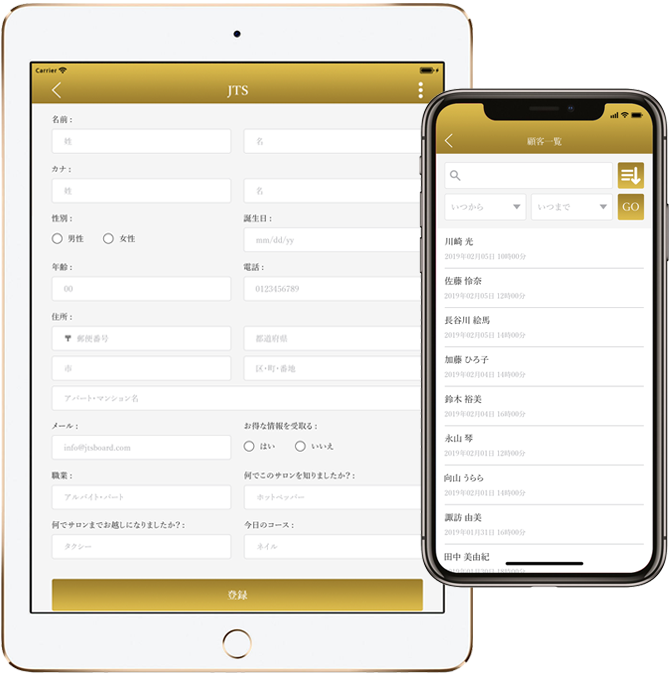 Carrier
JTS
名前 :
姓
名
カナ :
姓
名
性別 :
誕生日 :
男性
女性
mm/dd/yy
年齢 :
電話 :
00
0123456789
住所 :
〒 郵便番号
都道府県
市
区・町・番地
アパート・マンション名
メール :
お得な情報を受取る :
info@jtsboard.com
はい
いいえ
職業 :
何でこのサロンを知りましたか? :
アルバイト・パート
ホットペッパー
何でサロンまでお越しになりましたか? :
今日のコース :
タクシー
ネイル
登録
顧客一覧
いつから
いつまで
GO
川崎 光
2019年02月05日 10時00分
佐藤 怜奈
2019年02月05日 12時00分
長谷川 絵馬
2019年02月05日 14時00分
加藤 ひろ子
2019年02月04日 14時00分
鈴木 裕美
2019年02月04日 16時00分
永山 琴
2019年02月01日 12時00分
向山 うらら
2019年02月01日 14時00分
諏訪 由美
2019年01月31日 16時00分
田中 美由紀